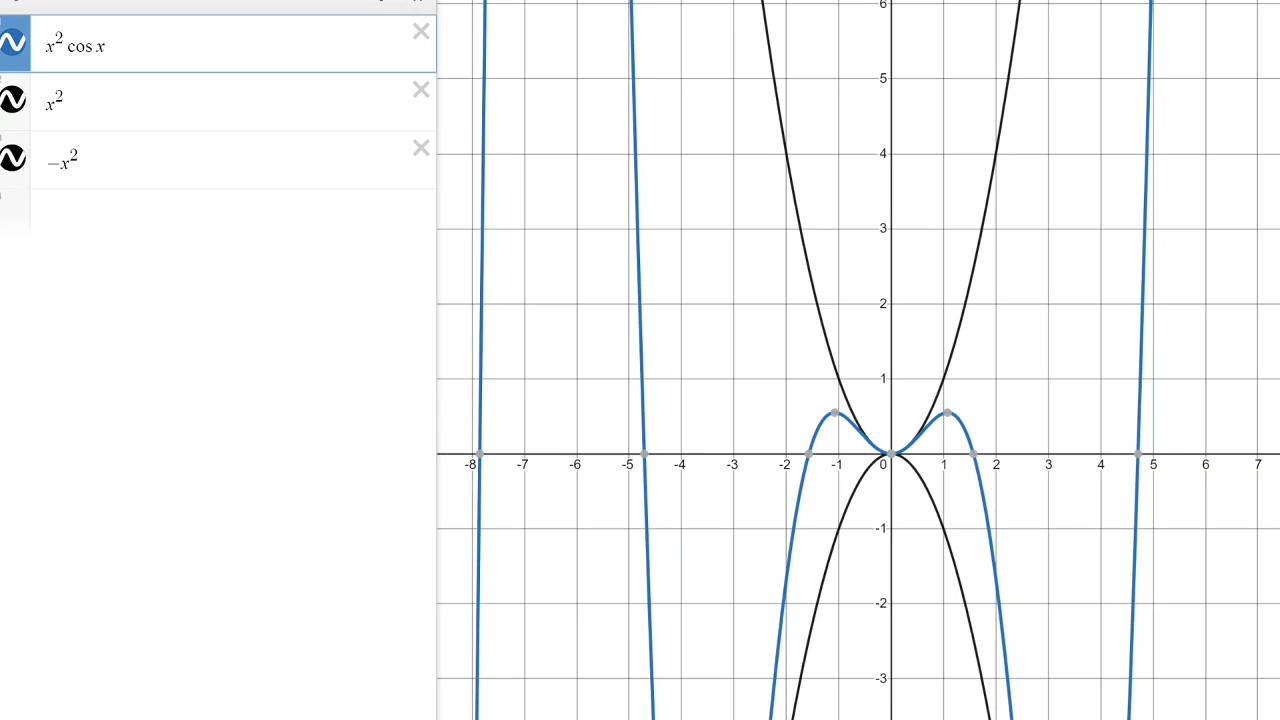 x² cos x
x²
−x²
6
5
4
3
2
1
-8 -7 -6 -5 -4 -3 -2 -1 0 1 2 3 4 5 6 7
-1
-2
-3